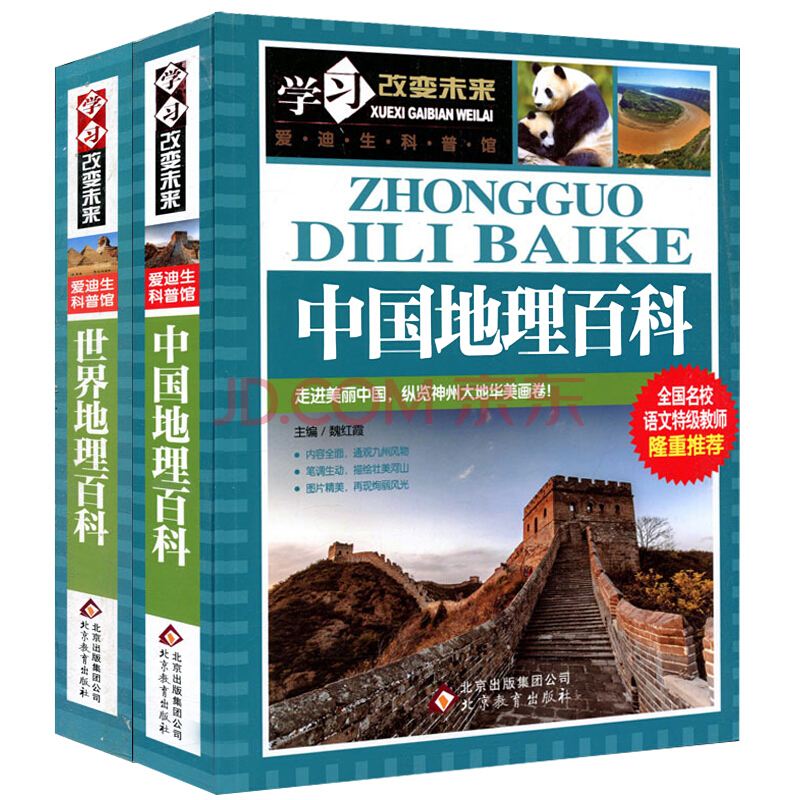 学习
改变未来
爱迪生
科普馆
世界地理百科
北京出版集团公司
北京教育出版社
学习
改变未来
爱迪生
科普馆
中国地理百科
北京出版集团公司
北京教育出版社
学习
改变未来
XUEXI GAIBIAN WEILAI
爱·迪·生·科·普·馆
ZHONGGUO
DILI BAIKE
中国地理百科
走进美丽中国,纵览神州大地华美画卷!
JD.COM 京东
全国名校
语文特级教师
隆重推荐
主编/魏红霞
• 内容全面,通观九州风物
• 笔调生动,描绘壮美河山
• 图片精美,再现绚丽风光
北京出版集团公司
北京教育出版社